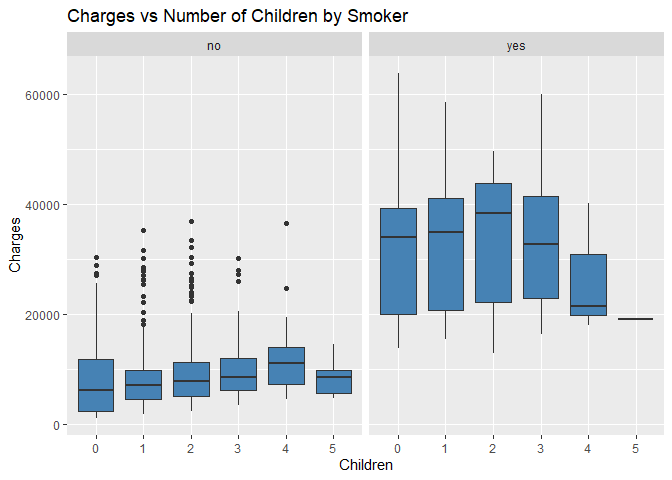 Charges vs Number of Children by Smoker
no yes
60000
40000
20000
0
Charges
0 1 2 3 4 5 0 1 2 3 4 5
Children